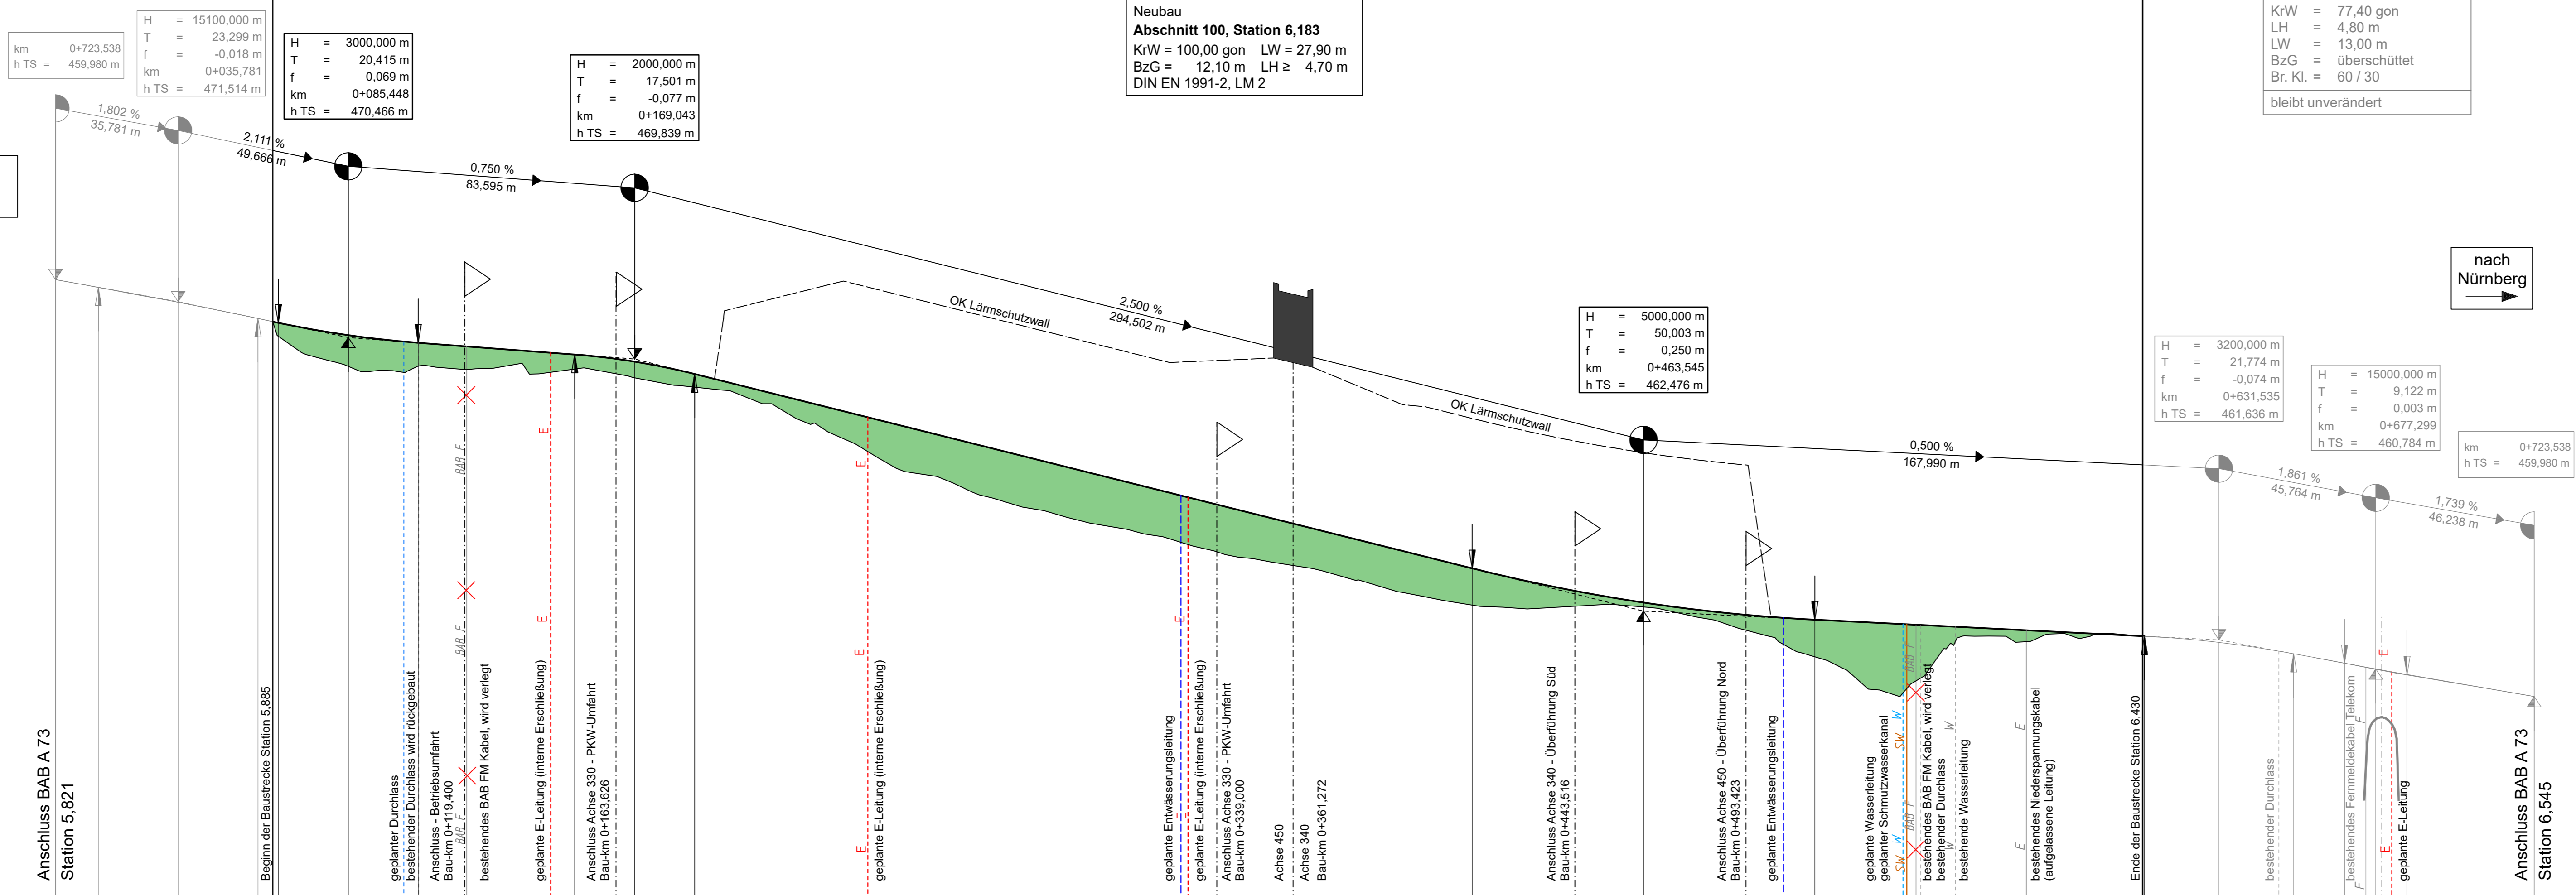 km 0+723,538
h TS = 459,980 m
H = 15100,000 m
T = 23,299 m
f = -0,018 m
km 0+035,781
h TS = 471,514 m
H = 3000,000 m
T = 20,415 m
f = 0,069 m
km 0+085,448
h TS = 470,466 m
H = 2000,000 m
T = 17,501 m
f = -0,077 m
km 0+169,043
h TS = 469,839 m
Neubau
Abschnitt 100, Station 6,183
KrW = 100,00 gon LW = 27,90 m
BzG = 12,10 m LH ≥ 4,70 m
DIN EN 1991-2, LM 2
KrW = 77,40 gon
LH = 4,80 m
LW = 13,00 m
BzG = überschüttet
Br. Kl. = 60 / 30
bleibt unverändert
1,802 %
35,781 m
2,111 %
49,666 m
0,750 %
83,595 m
2,500 %
294,502 m
OK Lärmschutzwall
nach
Nürnberg
H = 5000,000 m
T = 50,003 m
f = 0,250 m
km 0+463,545
h TS = 462,476 m
H = 3200,000 m
T = 21,774 m
f = -0,074 m
km 0+631,535
h TS = 461,636 m
H = 15000,000 m
T = 9,122 m
f = 0,003 m
km 0+677,299
h TS = 460,784 m
km 0+723,538
h TS = 459,980 m
OK Lärmschutzwall
0,500 %
167,990 m
1,861 %
45,764 m
1,739 %
46,238 m
Anschluss BAB A 73
Station 5,821
Beginn der Baustrecke Station 5,885
geplanter Durchlass
bestehender Durchlass wird rückgebaut
Anschluss - Betriebsumfahrt
Bau-km 0+119,400
BAB F
BAB F
BAB F
bestehendes BAB FM Kabel, wird verlegt
E
E
geplante E-Leitung (interne Erschließung)
Anschluss Achse 330 - PKW-Umfahrt
Bau-km 0+163,626
E
E
E
geplante E-Leitung (interne Erschließung)
geplante Entwässerungsleitung
E
E
geplante E-Leitung (interne Erschließung)
Anschluss Achse 330 - PKW-Umfahrt
Bau-km 0+339,000
Achse 450
Achse 340
Bau-km 0+361,272
Anschluss Achse 340 - Überführung Süd
Bau-km 0+443,516
Anschluss Achse 450 - Überführung Nord
Bau-km 0+493,423
geplante Entwässerungsleitung
geplante Wasserleitung
geplanter Schmutzwasserkanal
W
SW
W
SW
BAB F
BAB F
bestehendes BAB FM Kabel, wird verlegt
bestehender Durchlass
W
W
bestehende Wasserleitung
E
E
bestehendes Niederspannungskabel
(aufgelassene Leitung)
Ende der Baustrecke Station 6,430
bestehender Durchlass
bestehendes Fernmeldekabel Telekom
F
F
E
E
geplante E-Leitung
Anschluss BAB A 73
Station 6,545